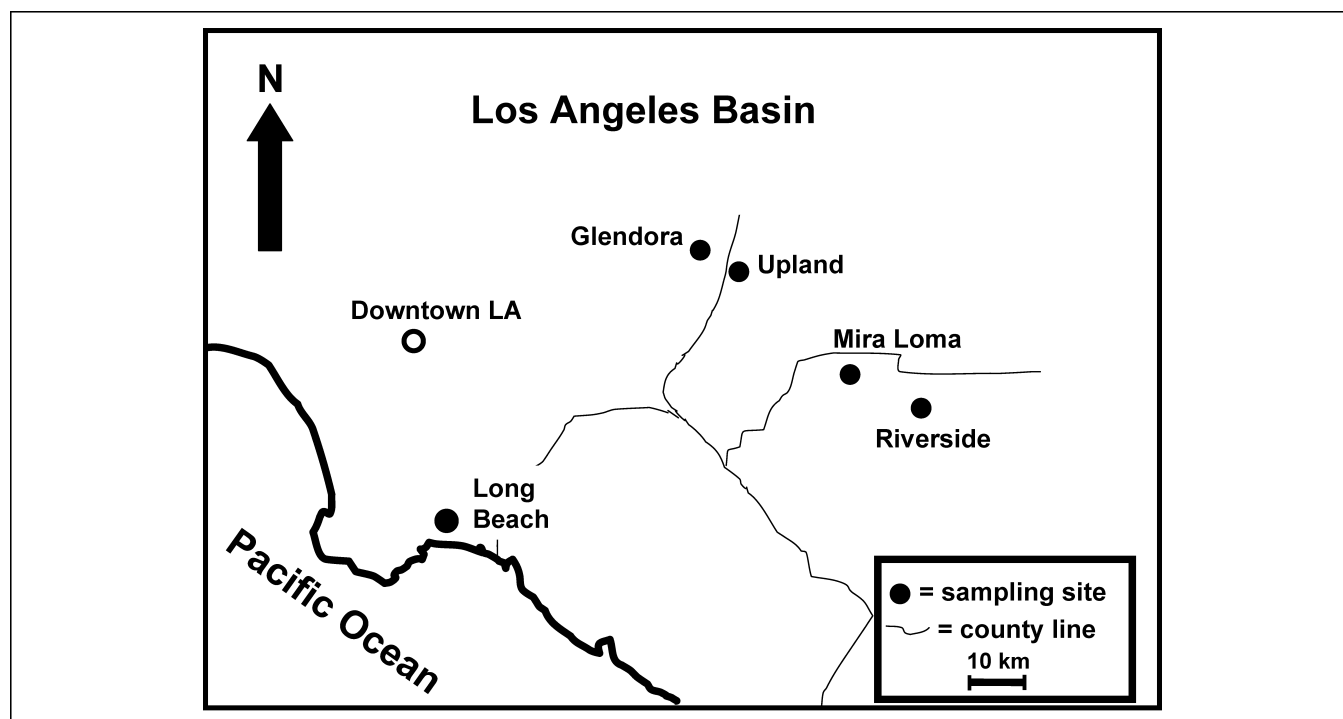 N
Los Angeles Basin
Glendora
Upland
Downtown LA
Mira Loma
Riverside
Long
Beach
Pacific Ocean
= sampling site
= county line
10 km